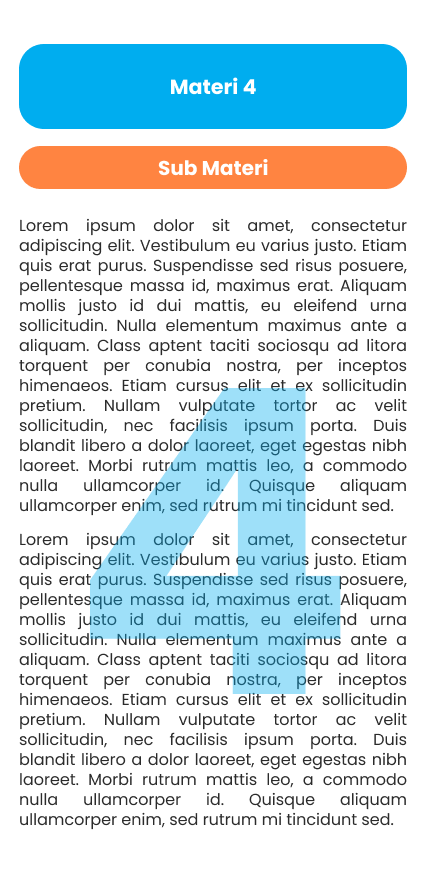 Materi 4
Sub Materi
Lorem ipsum dolor sit amet, consectetur
adipiscing elit. Vestibulum eu varius justo. Etiam
quis erat purus. Suspendisse sed risus posuere,
pellentesque massa id, maximus erat. Aliquam
mollis justo id dui mattis, eu eleifend urna
sollicitudin. Nulla elementum maximus ante a
aliquam. Class aptent taciti sociosqu ad litora
torquent per conubia nostra, per inceptos
himenaeos. Etiam cursus elit et ex sollicitudin
pretium. Nullam vulputate tortor ac velit
sollicitudin, nec facilisis ipsum porta. Duis
blandit libero a dolor laoreet, eget egestas nibh
laoreet. Morbi rutrum mattis leo, a commodo
nulla ullamcorper id. Quisque aliquam
ullamcorper enim, sed rutrum mi tincidunt sed.
Lorem ipsum dolor sit amet, consectetur
adipiscing elit. Vestibulum eu varius justo. Etiam
quis erat purus. Suspendisse sed risus posuere,
pellentesque massa id, maximus erat. Aliquam
mollis justo id dui mattis, eu eleifend urna
sollicitudin. Nulla elementum maximus ante a
aliquam. Class aptent taciti sociosqu ad litora
torquent per conubia nostra, per inceptos
himenaeos. Etiam cursus elit et ex sollicitudin
pretium. Nullam vulputate tortor ac velit
sollicitudin, nec facilisis ipsum porta. Duis
blandit libero a dolor laoreet, eget egestas nibh
laoreet. Morbi rutrum mattis leo, a commodo
nulla ullamcorper id. Quisque aliquam
ullamcorper enim, sed rutrum mi tincidunt sed.
4